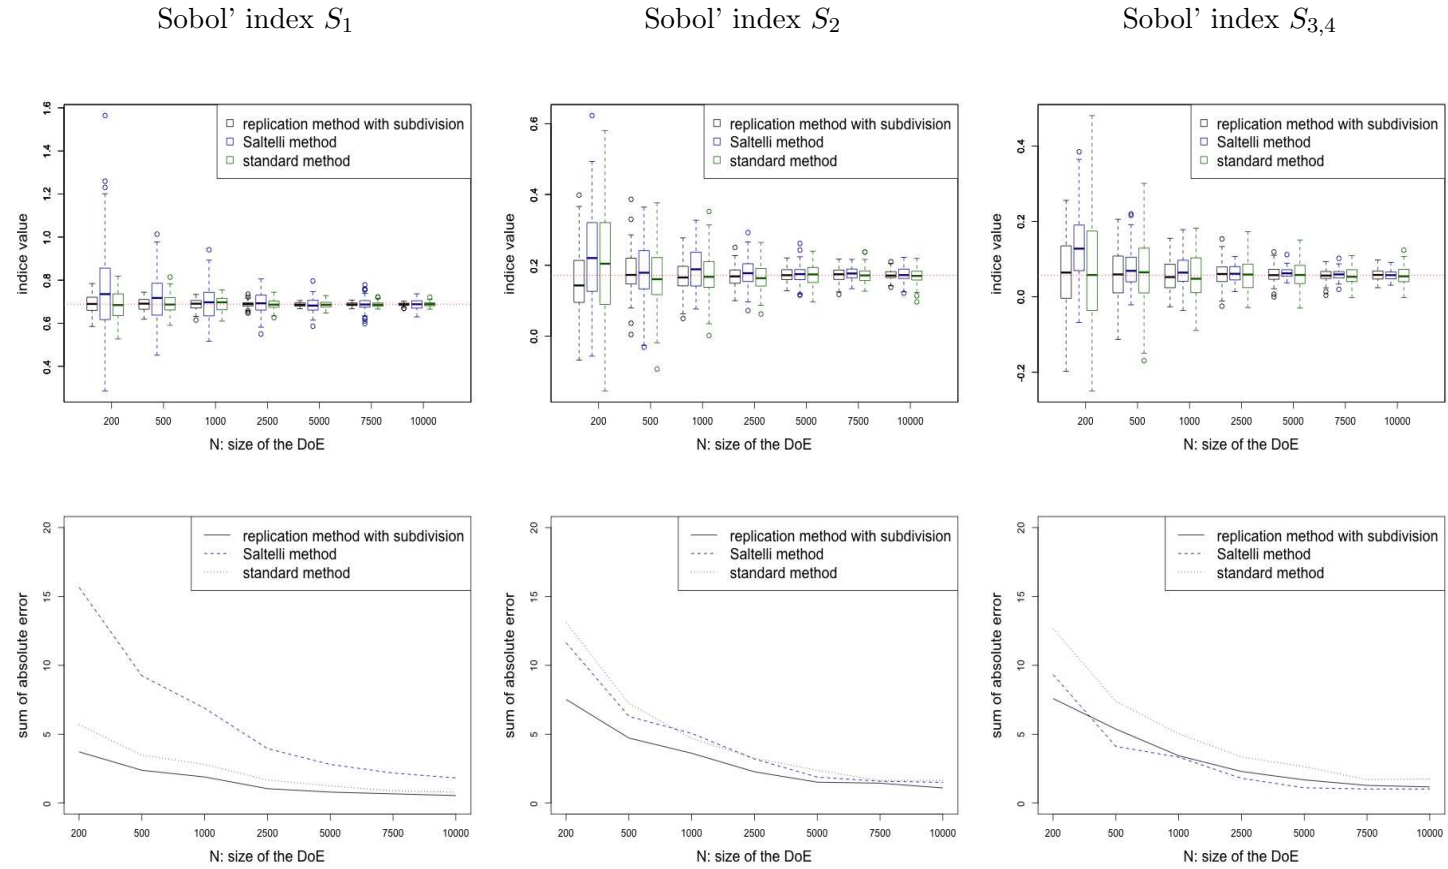 Sobol' index S1
Sobol' index S2
Sobol' index S3,4
indice value
0.4 0.6 0.8 1.0 1.2 1.4 1.6
replication method with subdivision
Saltelli method
standard method
200 500 1000 2500 5000 7500 10000
N: size of the DoE
indice value
0.0 0.2 0.4 0.6
replication method with subdivision
Saltelli method
standard method
200 500 1000 2500 5000 7500 10000
N: size of the DoE
indice value
-0.2 0.0 0.2 0.4
replication method with subdivision
Saltelli method
standard method
200 500 1000 2500 5000 7500 10000
N: size of the DoE
sum of absolute error
0 5 10 15 20
replication method with subdivision
Saltelli method
standard method
200 500 1000 2500 5000 7500 10000
N: size of the DoE
sum of absolute error
0 5 10 15 20
replication method with subdivision
Saltelli method
standard method
200 500 1000 2500 5000 7500 10000
N: size of the DoE
sum of absolute error
0 5 10 15 20
replication method with subdivision
Saltelli method
standard method
200 500 1000 2500 5000 7500 10000
N: size of the DoE